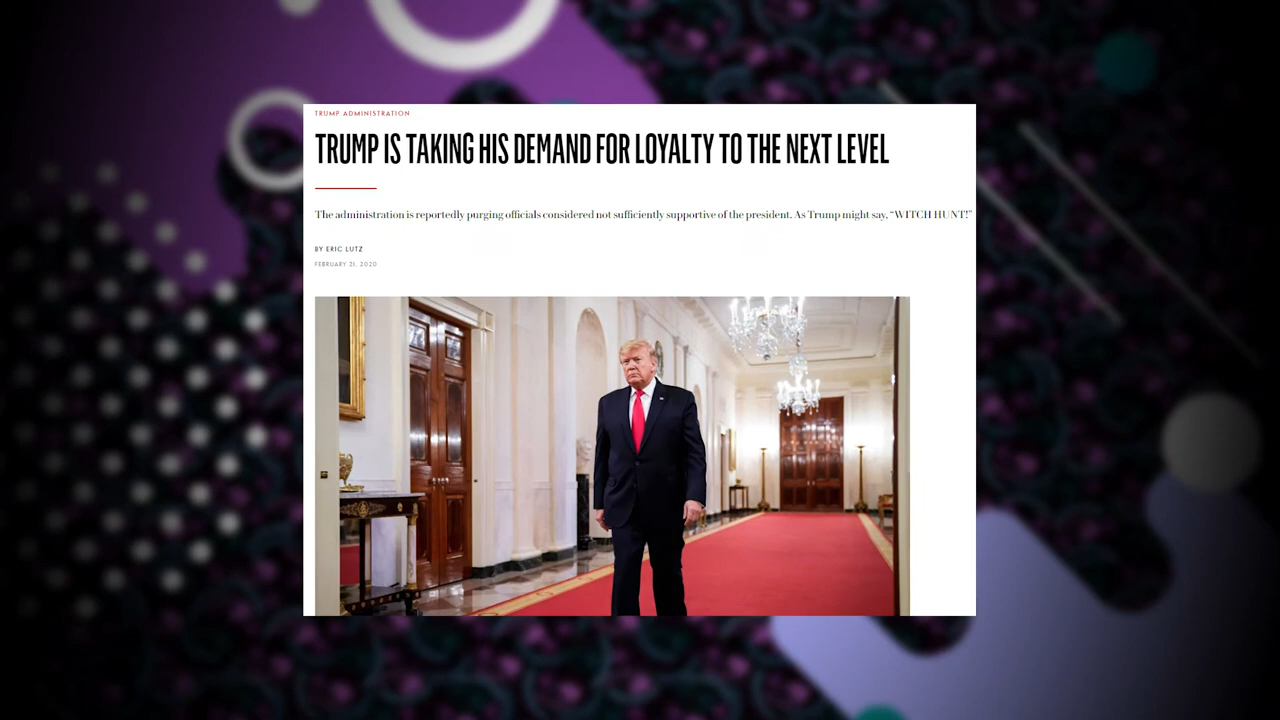 TRUMP ADMINISTRATION
TRUMP IS TAKING HIS DEMAND FOR LOYALTY TO THE NEXT LEVEL
The administration is reportedly purging officials considered not sufficiently supportive of the president. As Trump might say, “WITCH HUNT!”
BY ERIC LUTZ
FEBRUARY 21, 2020